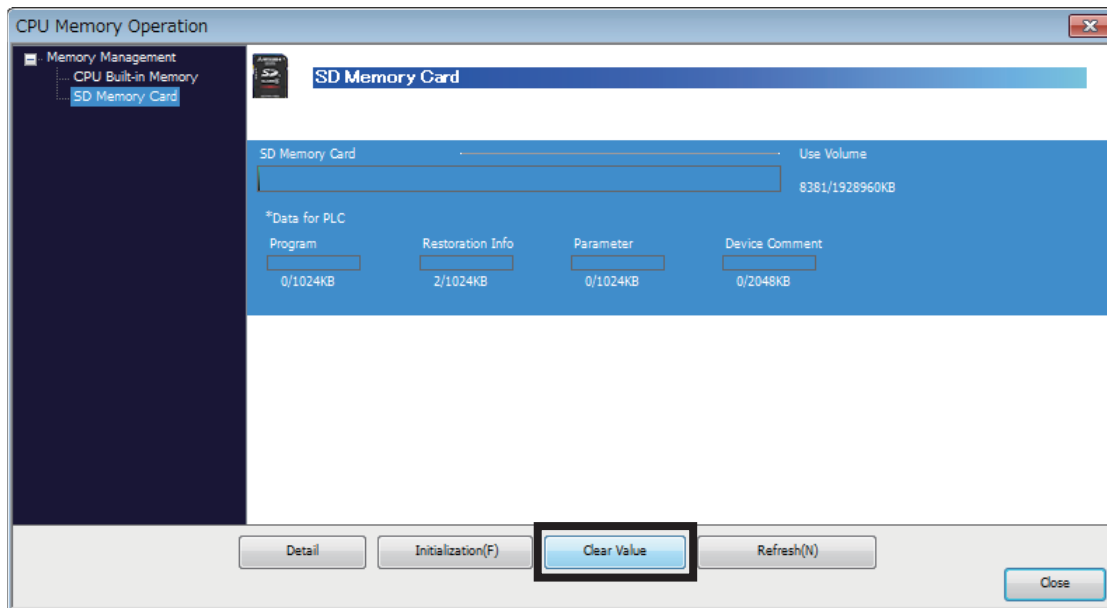 CPU Memory Operation
Memory Management
CPU Built-in Memory
SD Memory Card
SD Memory Card
SD Memory Card
Use Volume
8381/1928960KB
*Data for PLC
Program Restoration Info Parameter Device Comment
0/1024KB 2/1024KB 0/1024KB 0/2048KB
Detail Initialization(F) Clear Value Refresh(N)
Close